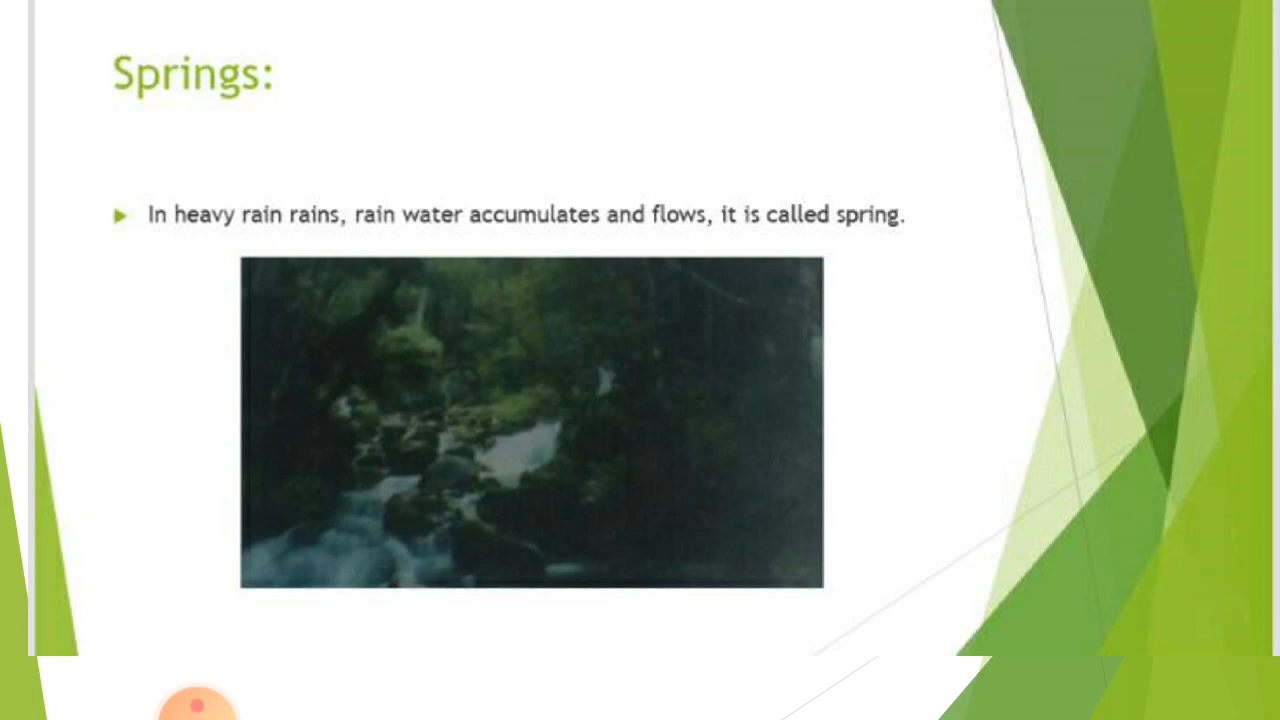 Springs:
In heavy rain rains, rain water accumulates and flows, it is called spring.